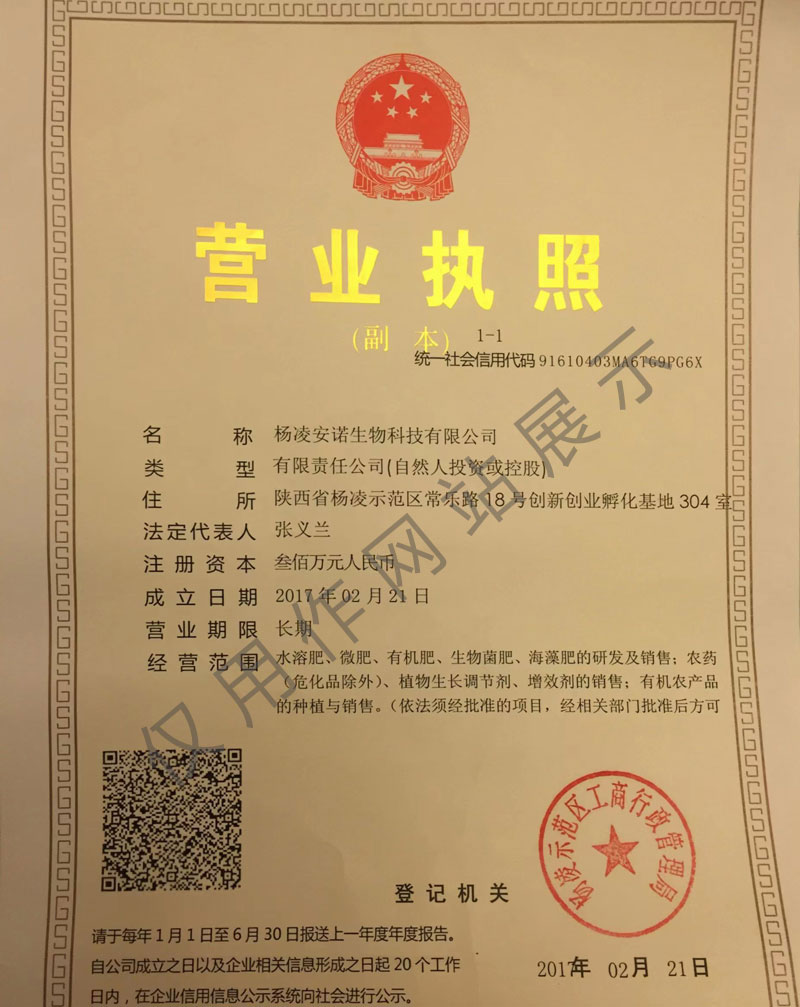 营业执照
(副 本) 1-1
统一社会信用代码 91610403MA6TG9PG6X
名称 杨凌安诺生物科技有限公司
类型 有限责任公司(自然人投资或控股)
住所 陕西省杨凌示范区常乐路18号创新创业孵化基地304室
法定代表人 张义兰
注册资本 叁佰万元人民币
成立日期 2017年02月21日
营业期限 长期
经营范围 水溶肥、微肥、有机肥、生物菌肥、海藻肥的研发及销售；农药
（危化品除外）、植物生长调节剂、增效剂的销售；有机农产品
的种植与销售。（依法须经批准的项目，经相关部门批准后方可
仅用作网站展示
杨凌示范区工商行政管理局
登记机关
请于每年1月1日至6月30日报送上一年度年度报告。
自公司成立之日以及企业相关信息形成之日起20个工作
日内，在企业信用信息公示系统向社会进行公示。
2017年 02月 21日